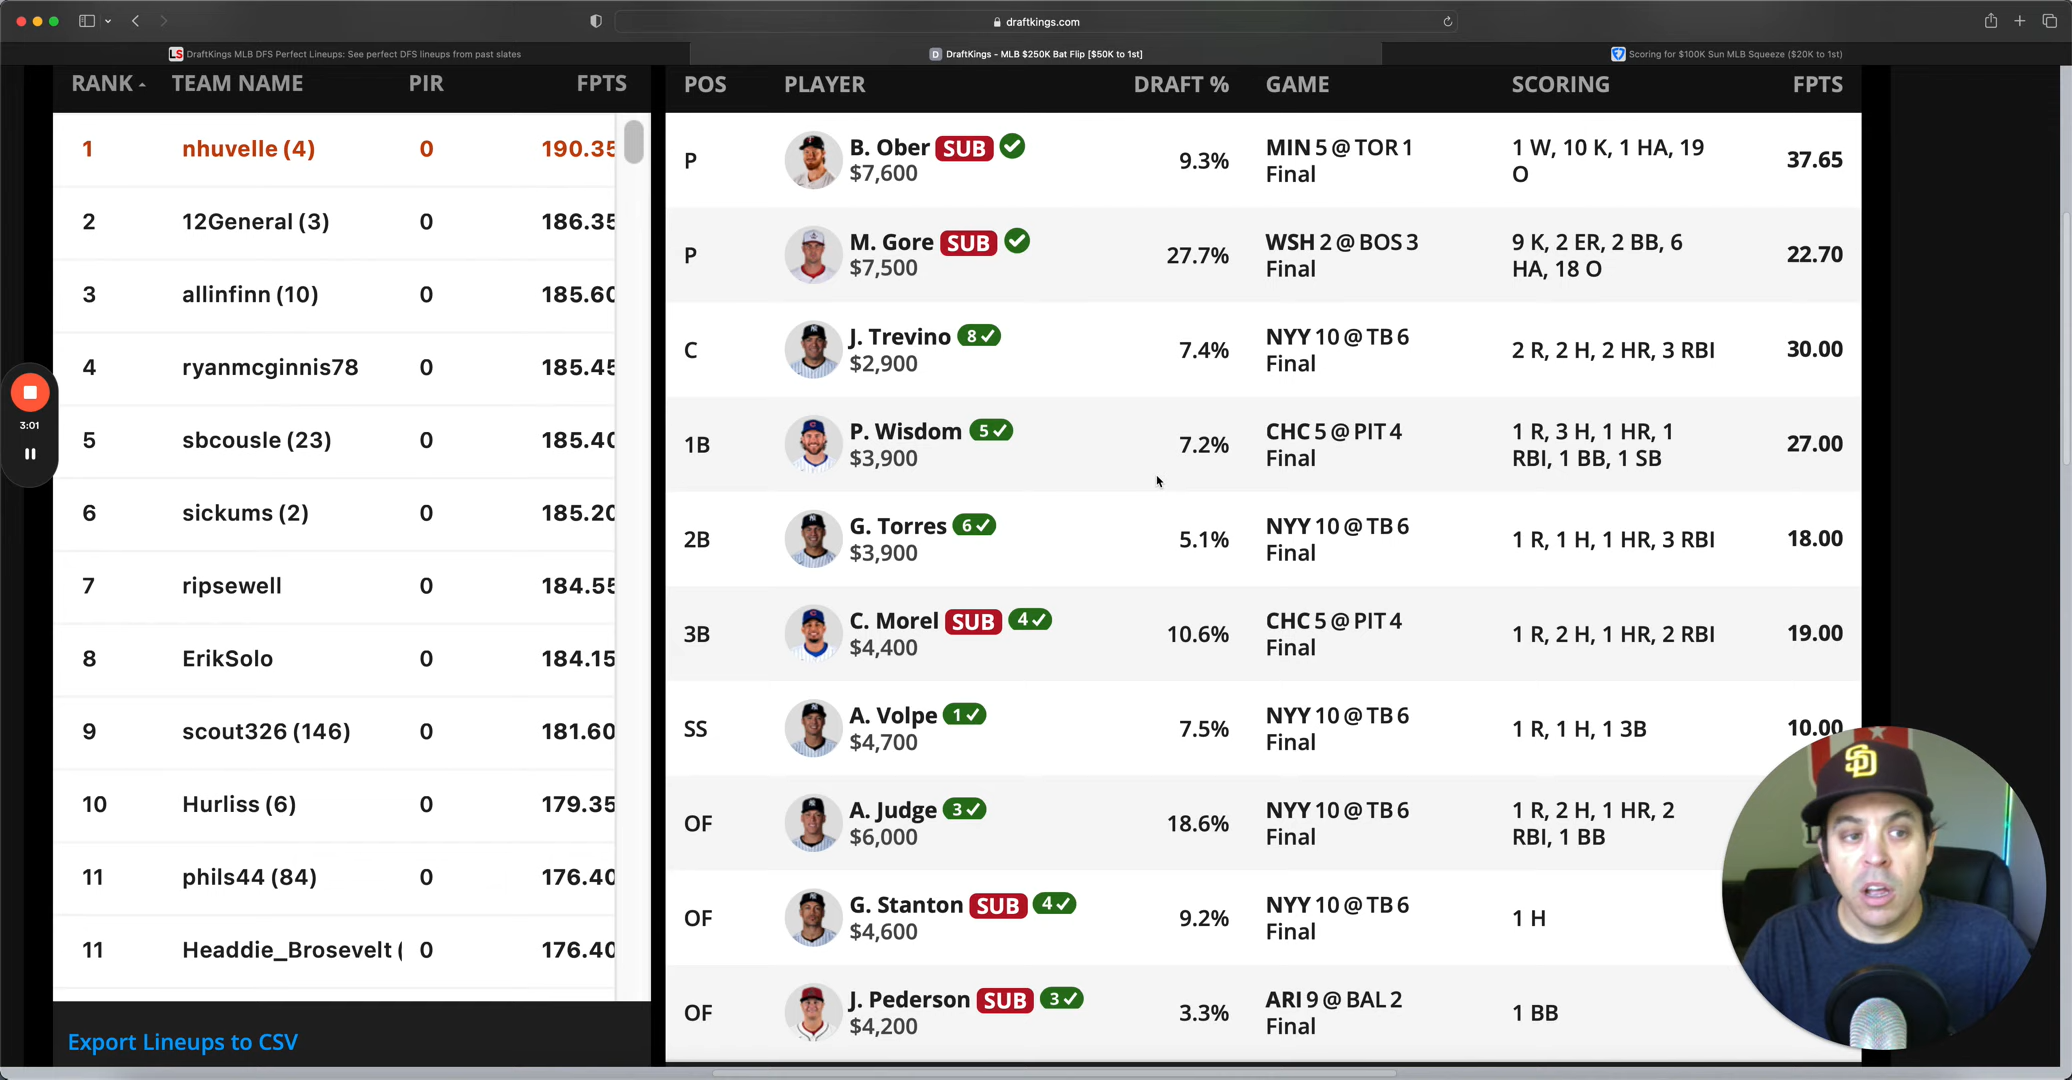 draftkings.com
DraftKings MLB DFS Perfect Lineups: See perfect DFS lineups from past slates
DraftKings - MLB $250K Bat Flip [$50K to 1st]
Scoring for $100K Sun MLB Squeeze ($20K to 1st)
RANK TEAM NAME PIR FPTS
1 nhuvelle (4) 0 190.35
2 12General (3) 0 186.35
3 allinfinn (10) 0 185.60
4 ryanmcginnis78 0 185.45
5 sbcousle (23) 0 185.40
6 sickums (2) 0 185.20
7 ripsewell 0 184.55
8 ErikSolo 0 184.15
9 scout326 (146) 0 181.60
10 Hurliss (6) 0 179.35
11 phils44 (84) 0 176.40
11 Headdie_Brosevelt ( 0 176.40
Export Lineups to CSV
3:01
POS PLAYER DRAFT % GAME SCORING FPTS
P B. Ober SUB $7,600 9.3% MIN 5 @ TOR 1 Final 1 W, 10 K, 1 HA, 19 O 37.65
P M. Gore SUB $7,500 27.7% WSH 2 @ BOS 3 Final 9 K, 2 ER, 2 BB, 6 HA, 18 O 22.70
C J. Trevino 8 $2,900 7.4% NYY 10 @ TB 6 Final 2 R, 2 H, 2 HR, 3 RBI 30.00
1B P. Wisdom 5 $3,900 7.2% CHC 5 @ PIT 4 Final 1 R, 3 H, 1 HR, 1 RBI, 1 BB, 1 SB 27.00
2B G. Torres 6 $3,900 5.1% NYY 10 @ TB 6 Final 1 R, 1 H, 1 HR, 3 RBI 18.00
3B C. Morel SUB 4 $4,400 10.6% CHC 5 @ PIT 4 Final 1 R, 2 H, 1 HR, 2 RBI 19.00
SS A. Volpe 1 $4,700 7.5% NYY 10 @ TB 6 Final 1 R, 1 H, 1 3B 10.00
OF A. Judge 3 $6,000 18.6% NYY 10 @ TB 6 Final 1 R, 2 H, 1 HR, 2 RBI, 1 BB
OF G. Stanton SUB 4 $4,600 9.2% NYY 10 @ TB 6 Final 1 H
OF J. Pederson SUB 3 $4,200 3.3% ARI 9 @ BAL 2 Final 1 BB
SD